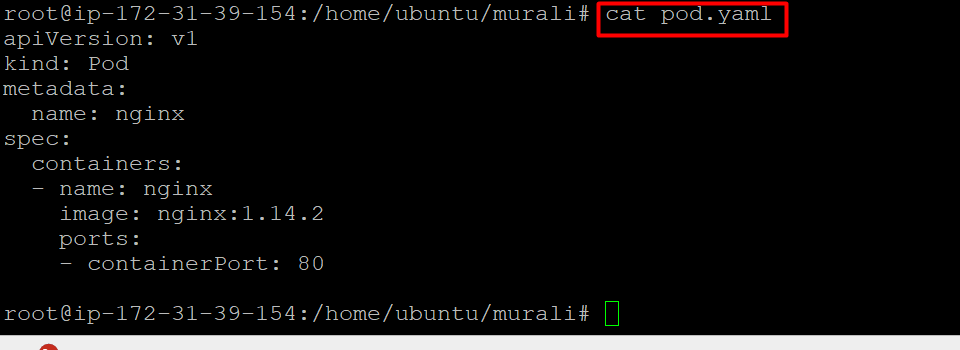 root@ip-172-31-39-154:/home/ubuntu/murali# cat pod.yaml
apiVersion: v1
kind: Pod
metadata:
  name: nginx
spec:
  containers:
  - name: nginx
    image: nginx:1.14.2
    ports:
    - containerPort: 80
root@ip-172-31-39-154:/home/ubuntu/murali#